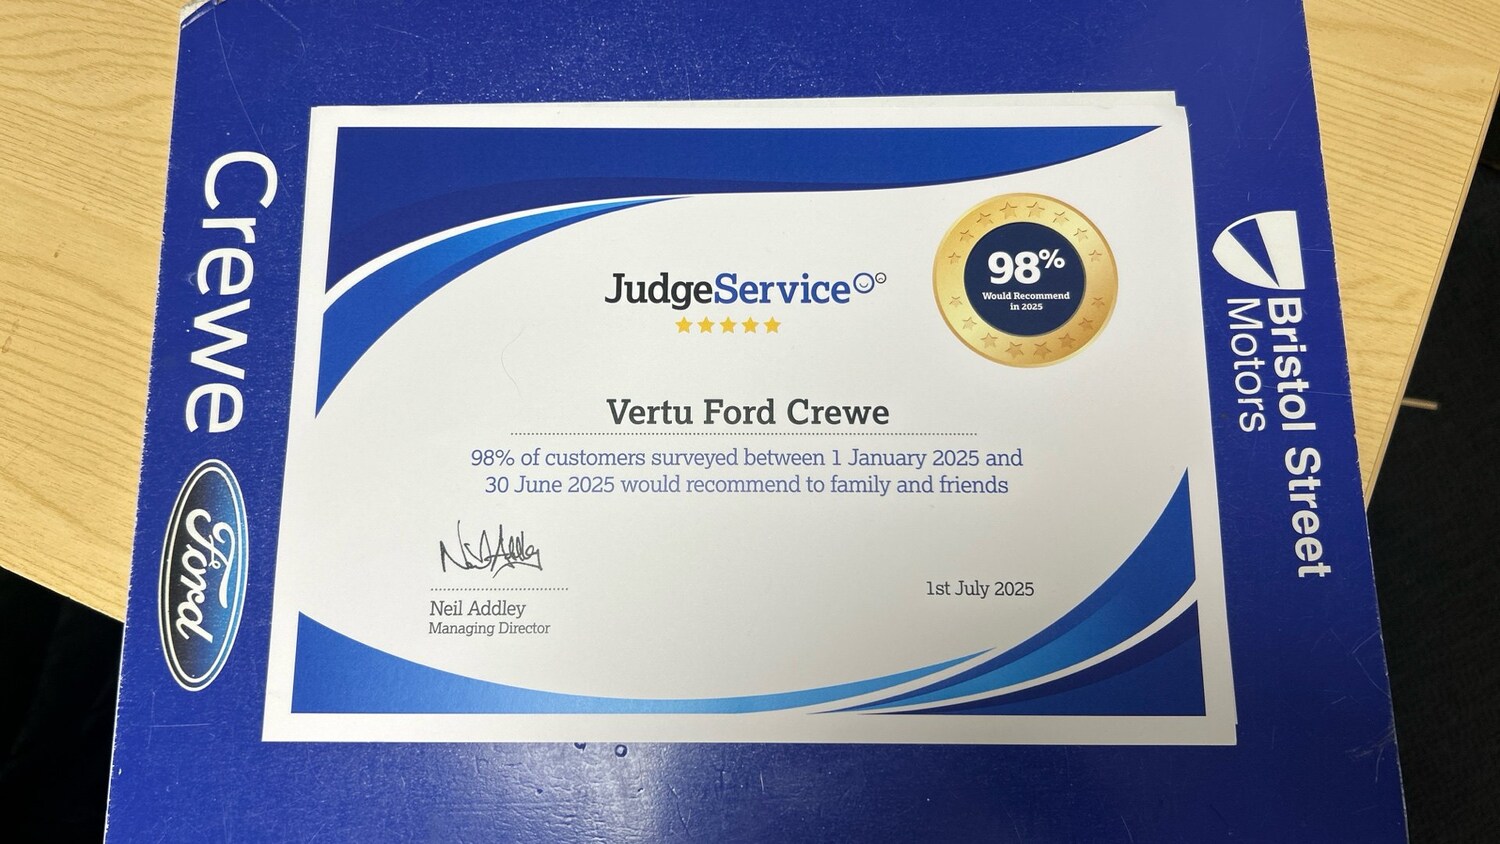 Crewe
Ford
JudgeService
98%
Would Recommend
in 2025
Vertu Ford Crewe
98% of customers surveyed between 1 January 2025 and
30 June 2025 would recommend to family and friends
Neil Addley
Managing Director
1st July 2025
Bristol Street
Motors